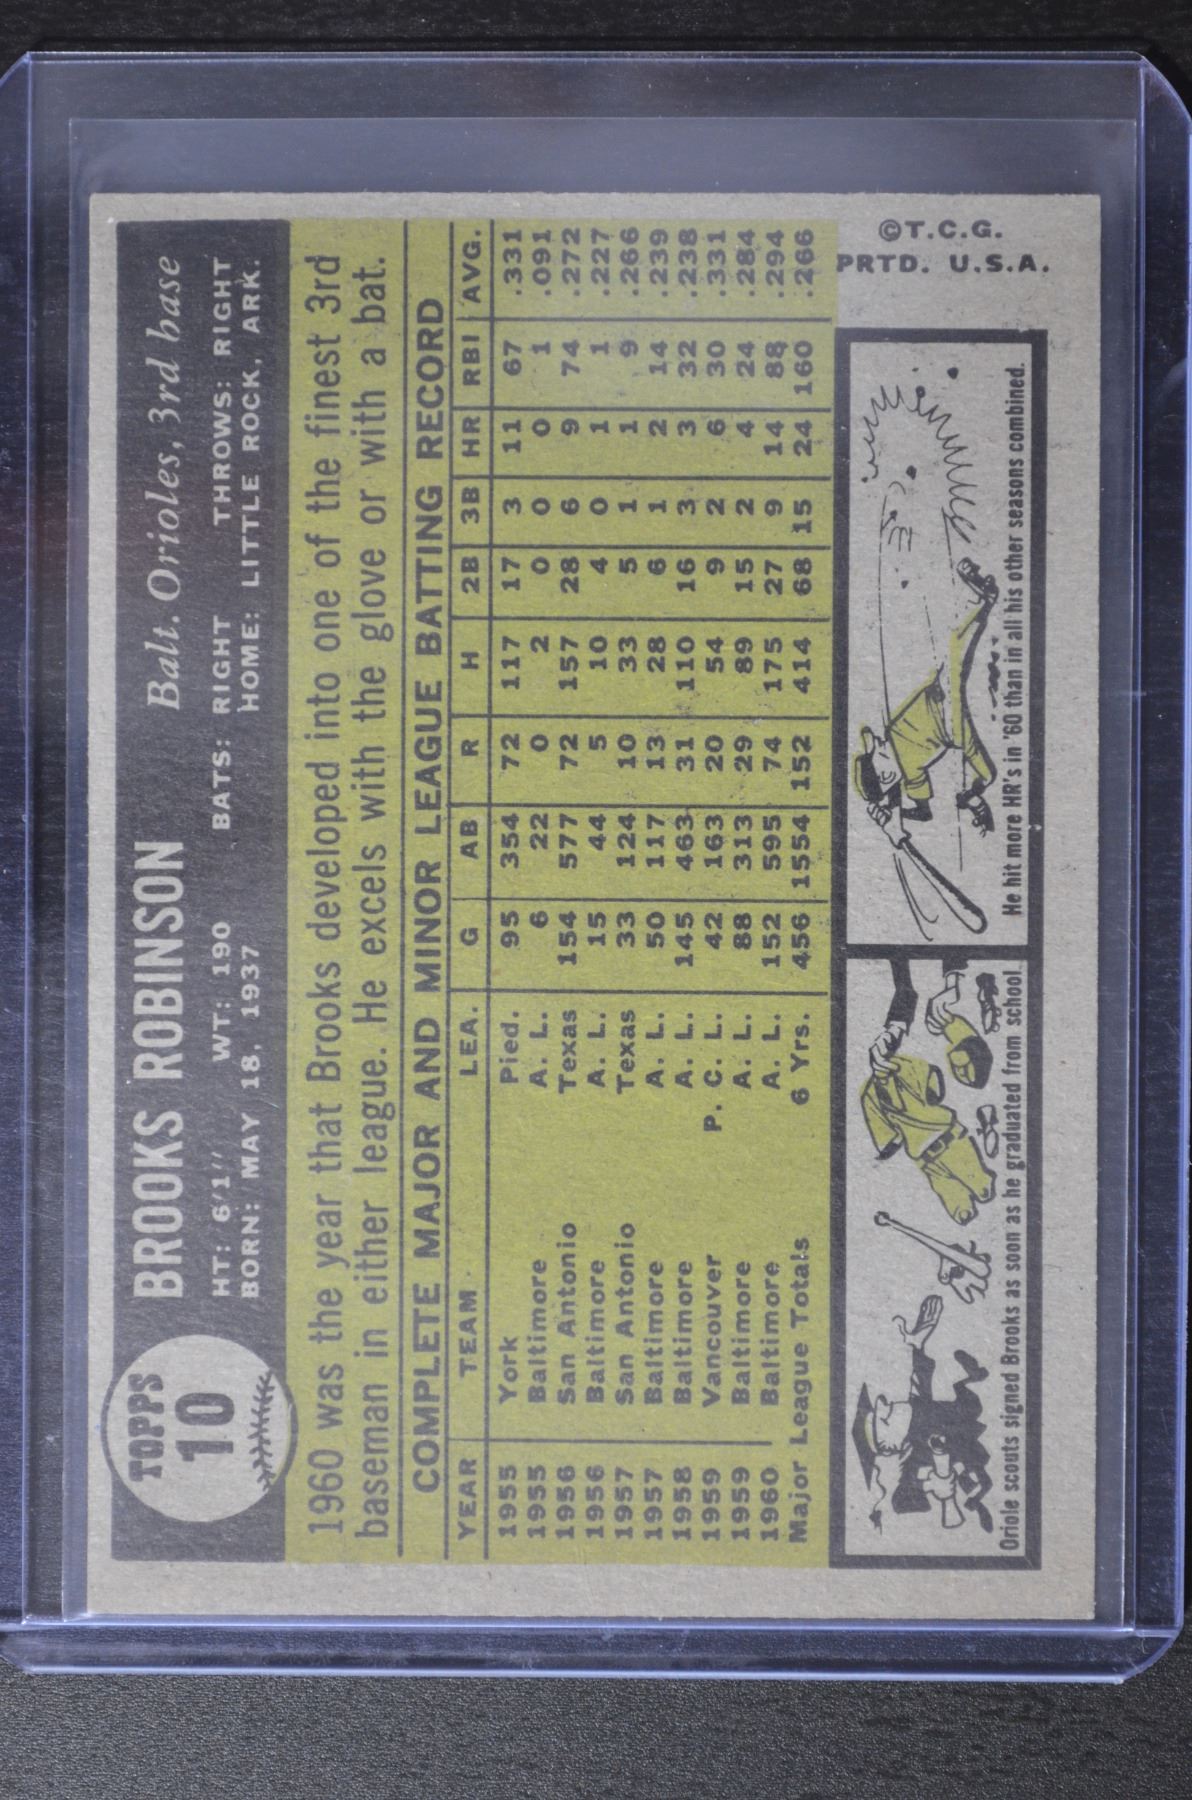 TOPPS
10
BROOKS ROBINSON Balt. Orioles, 3rd base
HT: 6'1" WT: 190 BATS: RIGHT THROWS: RIGHT
BORN: MAY 18, 1937 HOME: LITTLE ROCK, ARK.
1960 was the year that Brooks developed into one of the finest 3rd
baseman in either league. He excels with the glove or with a bat.
COMPLETE MAJOR AND MINOR LEAGUE BATTING RECORD
YEAR TEAM LEA. G AB R H 2B 3B HR RBI AVG.
1955 York Pied. 95 354 72 117 17 3 11 67 .331
1955 Baltimore A. L. 6 22 0 2 0 0 0 1 .091
1956 San Antonio Texas 154 577 72 157 28 6 9 74 .272
1956 Baltimore A. L. 15 44 5 10 4 0 1 1 .227
1957 San Antonio Texas 33 124 10 33 5 1 1 9 .266
1957 Baltimore A. L. 50 117 13 28 6 1 2 14 .239
1958 Baltimore A. L. 145 463 31 110 16 3 3 32 .238
1959 Vancouver P. C. L. 42 163 20 54 9 2 6 30 .331
1959 Baltimore A. L. 88 313 29 89 15 2 4 24 .284
1960 Baltimore A. L. 152 595 74 175 27 9 14 88 .294
Major League Totals 6 Yrs. 456 1554 152 414 68 15 24 160 .266
Oriole scouts signed Brooks as soon as he graduated from school.
He hit more HR's in '60 than in all his other seasons combined.
©T.C.G.
PRTD. U.S.A.